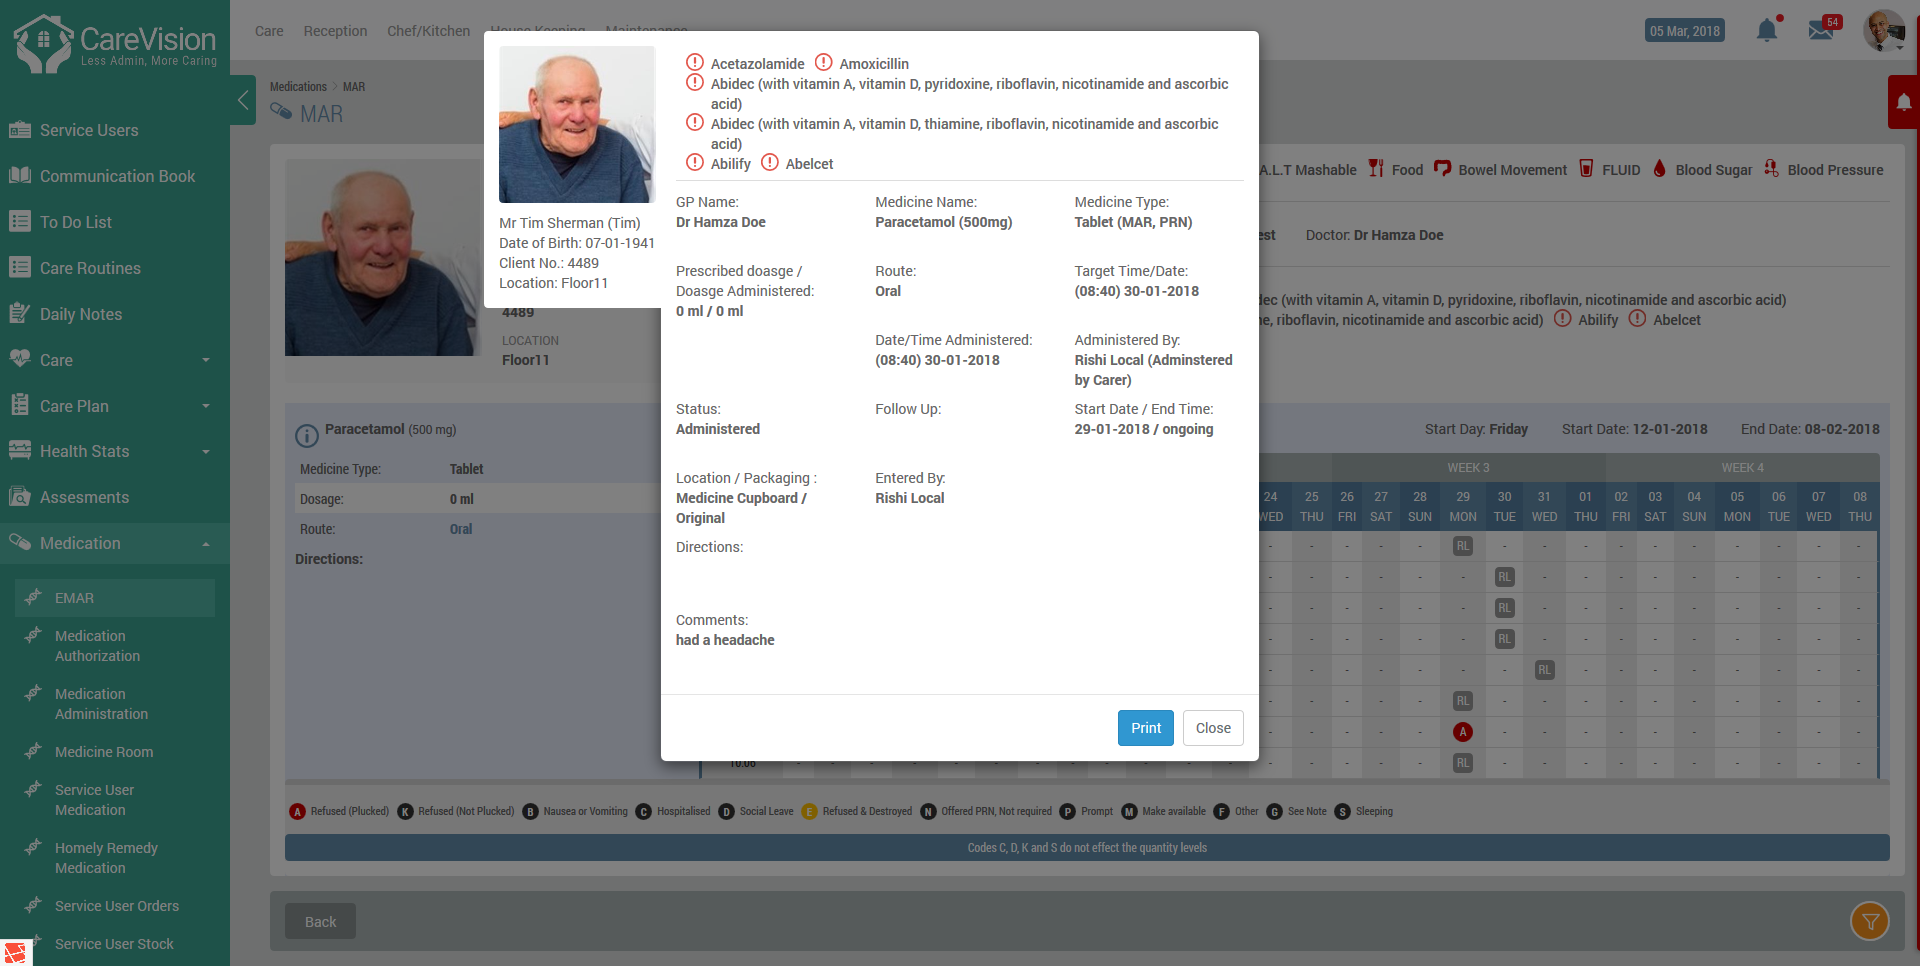 CareVision
Less Admin, More Caring
Care Reception Chef/Kitchen House Keeping Maintenance
05 Mar, 2018
54
Service Users
Communication Book
To Do List
Care Routines
Daily Notes
Care
Care Plan
Health Stats
Assesments
Medication
EMAR
Medication
Authorization
Medication
Administration
Medicine Room
Service User
Medication
Homely Remedy
Medication
Service User Orders
Service User Stock
Medications > MAR
MAR
A.L.T Mashable Food Bowel Movement FLUID Blood Sugar Blood Pressure
est Doctor: Dr Hamza Doe
dec (with vitamin A, vitamin D, pyridoxine, riboflavin, nicotinamide and ascorbic acid)
e, riboflavin, nicotinamide and ascorbic acid) Abilify Abelcet
4489
LOCATION
Floor11
Acetazolamide Amoxicillin
Abidec (with vitamin A, vitamin D, pyridoxine, riboflavin, nicotinamide and ascorbic
acid)
Abidec (with vitamin A, vitamin D, thiamine, riboflavin, nicotinamide and ascorbic
acid)
Abilify Abelcet
Mr Tim Sherman (Tim)
Date of Birth: 07-01-1941
Client No.: 4489
Location: Floor11
GP Name: Medicine Name: Medicine Type:
Dr Hamza Doe Paracetamol (500mg) Tablet (MAR, PRN)
Prescribed doasge / Route: Target Time/Date:
Doasge Administered: Oral (08:40) 30-01-2018
0 ml / 0 ml
Date/Time Administered: Administered By:
(08:40) 30-01-2018 Rishi Local (Adminstered
by Carer)
Status: Follow Up: Start Date / End Time:
Administered 29-01-2018 / ongoing
Location / Packaging : Entered By:
Medicine Cupboard / Rishi Local
Original
Directions:
Comments:
had a headache
Print Close
Paracetamol (500 mg)
Medicine Type: Tablet
Dosage: 0 ml
Route: Oral
Directions:
Start Day: Friday Start Date: 12-01-2018 End Date: 08-02-2018
WEEK 3 WEEK 4
24 25 26 27 28 29 30 31 01 02 03 04 05 06 07 08
WED THU FRI SAT SUN MON TUE WED THU FRI SAT SUN MON TUE WED THU
- - - - - RL - - - - - - - - - -
- - - - - - RL - - - - - - - - -
- - - - - - RL - - - - - - - - -
- - - - - - RL - - - - - - - - -
- - - - - - - RL - - - - - - - -
- - - - - RL - - - - - - - - - -
- - - - - A - - - - - - - - - -
10:06 - - - - - - - - - - - - - - - - - RL - - - - - - - - - -
A Refused (Plucked) K Refused (Not Plucked) B Nausea or Vomiting C Hospitalised D Social Leave E Refused & Destroyed N Offered PRN, Not required P Prompt M Make available F Other G See Note S Sleeping
Codes C, D, K and S do not effect the quantity levels
Back